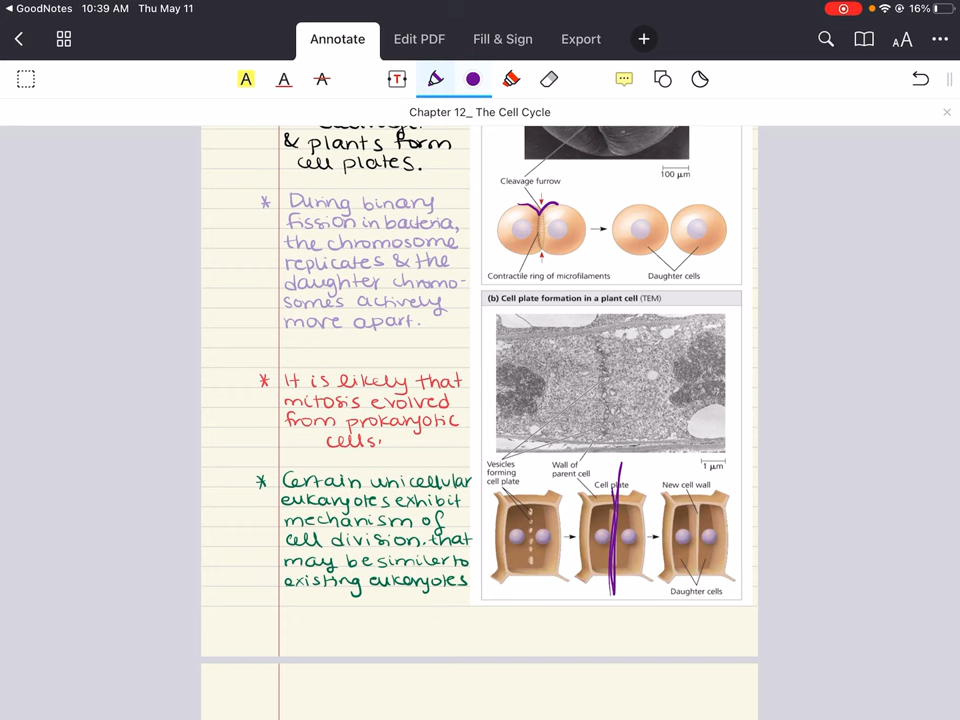 GoodNotes 10:39 AM Thu May 11 16%
Annotate Edit PDF Fill & Sign Export
A A A T AA
Chapter 12_ The Cell Cycle
& plants form
cell plates.
* During binary
fission in bacteria,
the chromosome
replicates & the
daughter chromo-
somes actively
move apart.
* It is likely that
mitosis evolved
from prokaryotic
cells.
* Certain unicellular
eukaryotes exhibit
mechanism of
cell division that
may be similar to
existing eukaryotes
100 µm
Cleavage furrow
Contractile ring of microfilaments
Daughter cells
(b) Cell plate formation in a plant cell (TEM)
Vesicles
forming
cell plate
Wall of
parent cell
1 µm
Cell plate
New cell wall
Daughter cells